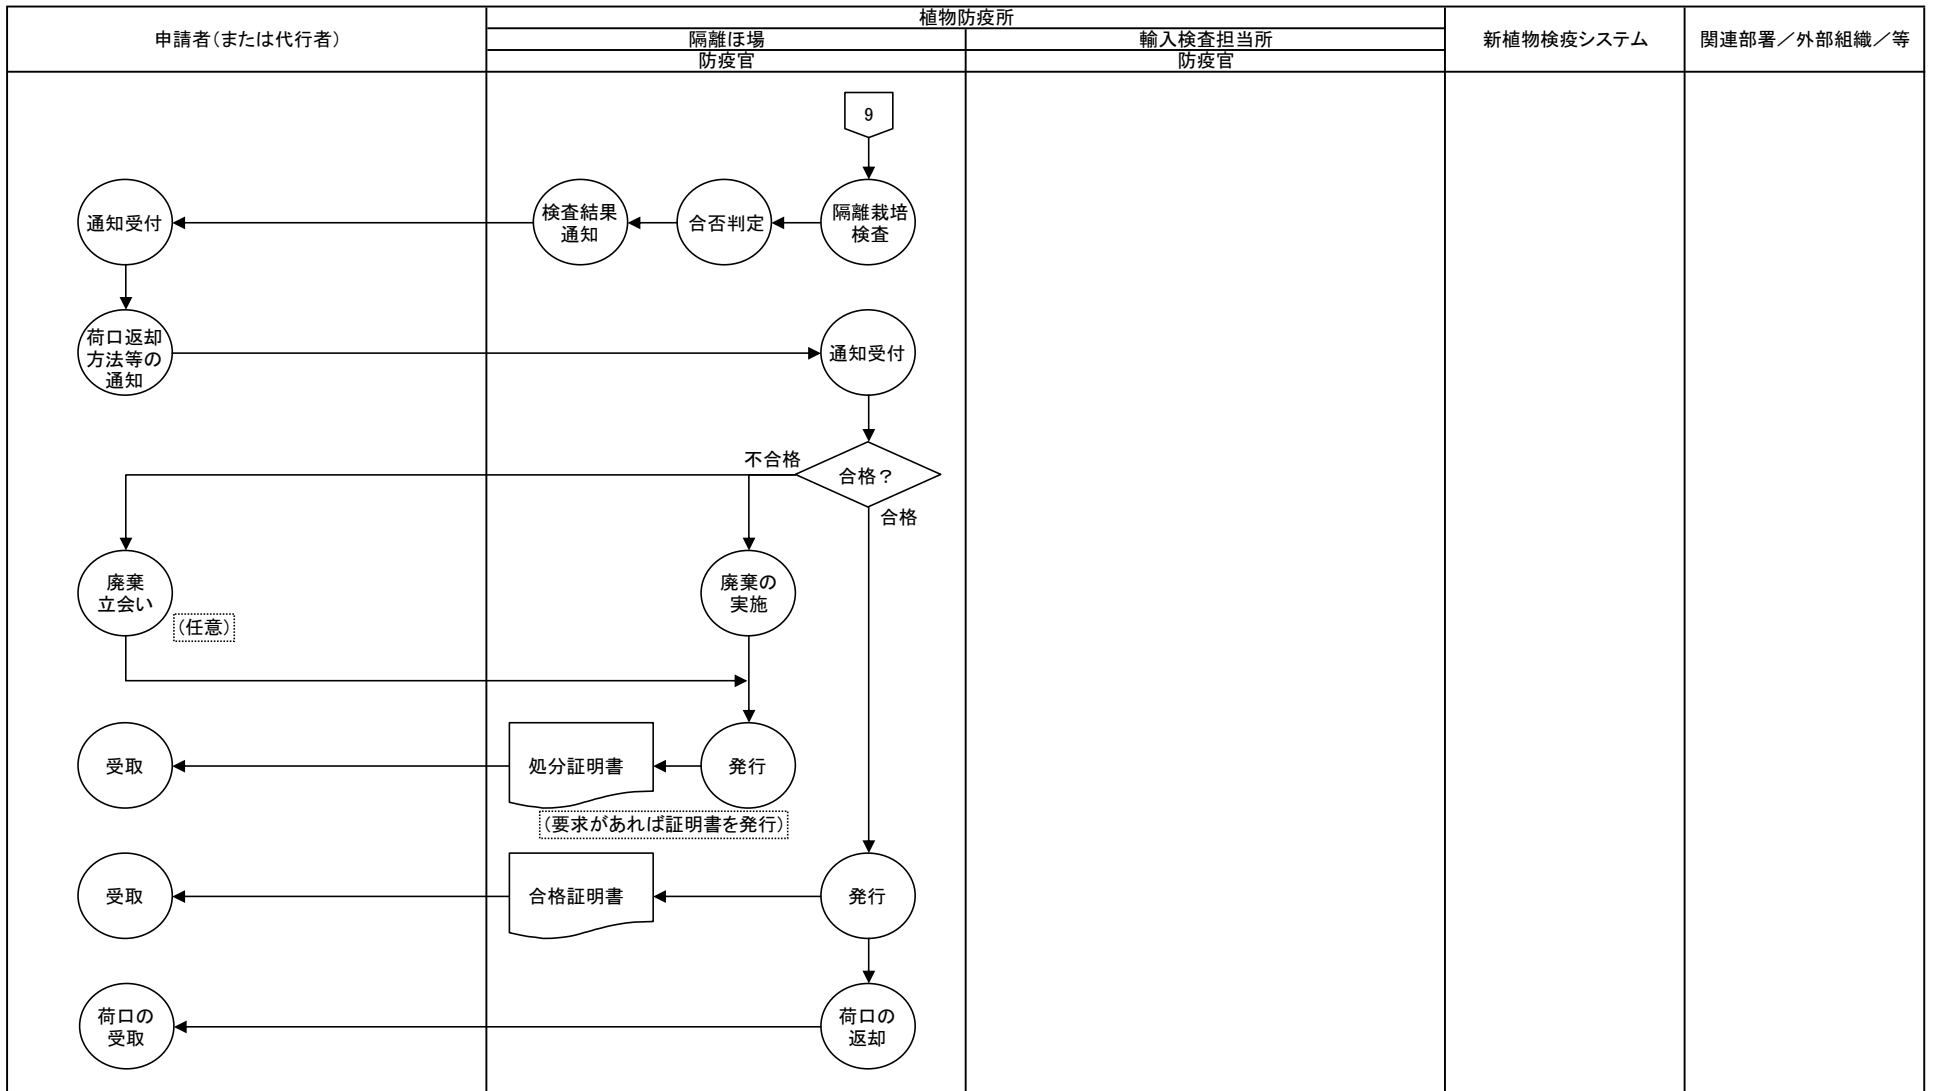 植物防疫所
申請者(または代行者)
隔離ほ場
輸入検査担当所
新植物検疫システム
関連部署/外部組織/等
防疫官
防疫官
9
通知受付
検査結果
通知
合否判定
隔離栽培
検査
荷口返却
方法等の
通知
通知受付
不合格
合格?
合格
廃棄
立会い
(任意)
廃棄の
実施
受取
処分証明書
発行
(要求があれば証明書を発行)
受取
合格証明書
発行
荷口の
受取
荷口の
返却